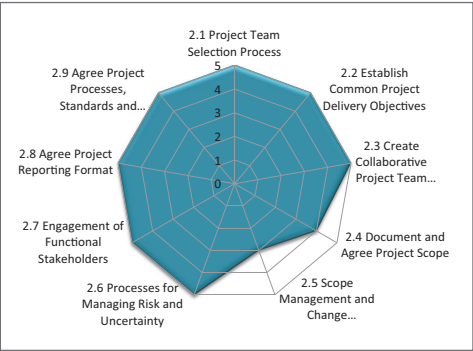 2.1 Project Team
Selection Process
2.2 Establish
Common Project
Delivery Objectives
2.3 Create
Collaborative
Project Team...
2.4 Document and
Agree Project Scope
2.5 Scope
Management and
Change...
2.6 Processes for
Managing Risk and
Uncertainty
2.7 Engagement of
Functional
Stakeholders
2.8 Agree Project
Reporting Format
2.9 Agree Project
Processes,
Standards and...
5
4
3
2
1
0